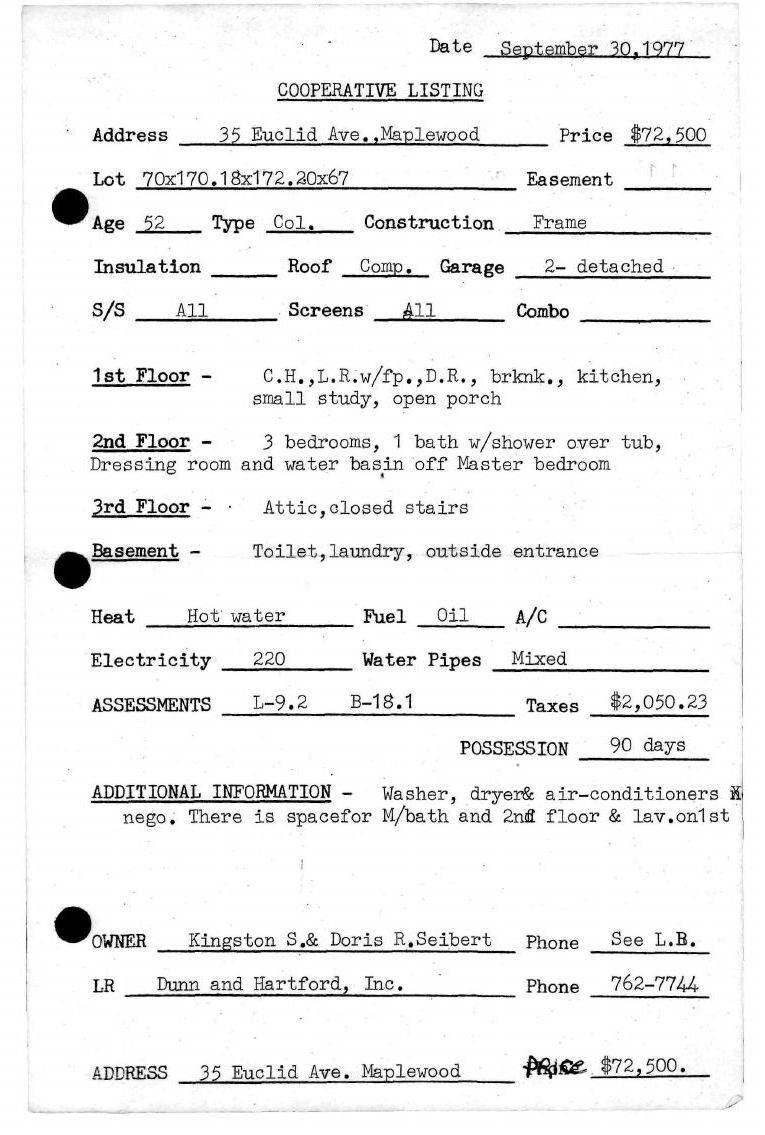 Date September 30,1977
COOPERATIVE LISTING
Address 35 Euclid Ave.,Maplewood Price $72,500
Lot 70x170.18x172.20x67 Easement
Age 52 Type Col. Construction Frame
Insulation Roof Comp. Garage 2- detached
S/S All Screens All Combo
1st Floor - C.H.,L.R.w/fp.,D.R., brknk., kitchen,
small study, open porch
2nd Floor - 3 bedrooms, 1 bath w/shower over tub,
Dressing room and water basin off Master bedroom
3rd Floor - Attic,closed stairs
Basement - Toilet,laundry, outside entrance
Heat Hot water Fuel Oil A/C
Electricity 220 Water Pipes Mixed
ASSESSMENTS L-9.2 B-18.1 Taxes $2,050.23
POSSESSION 90 days
ADDITIONAL INFORMATION - Washer, dryer& air-conditioners
nego. There is spacefor M/bath and 2nd floor & lav.on1st
OWNER Kingston S.& Doris R.Seibert Phone See L.B.
LR Dunn and Hartford, Inc. Phone 762-7744
ADDRESS 35 Euclid Ave. Maplewood Price $72,500.